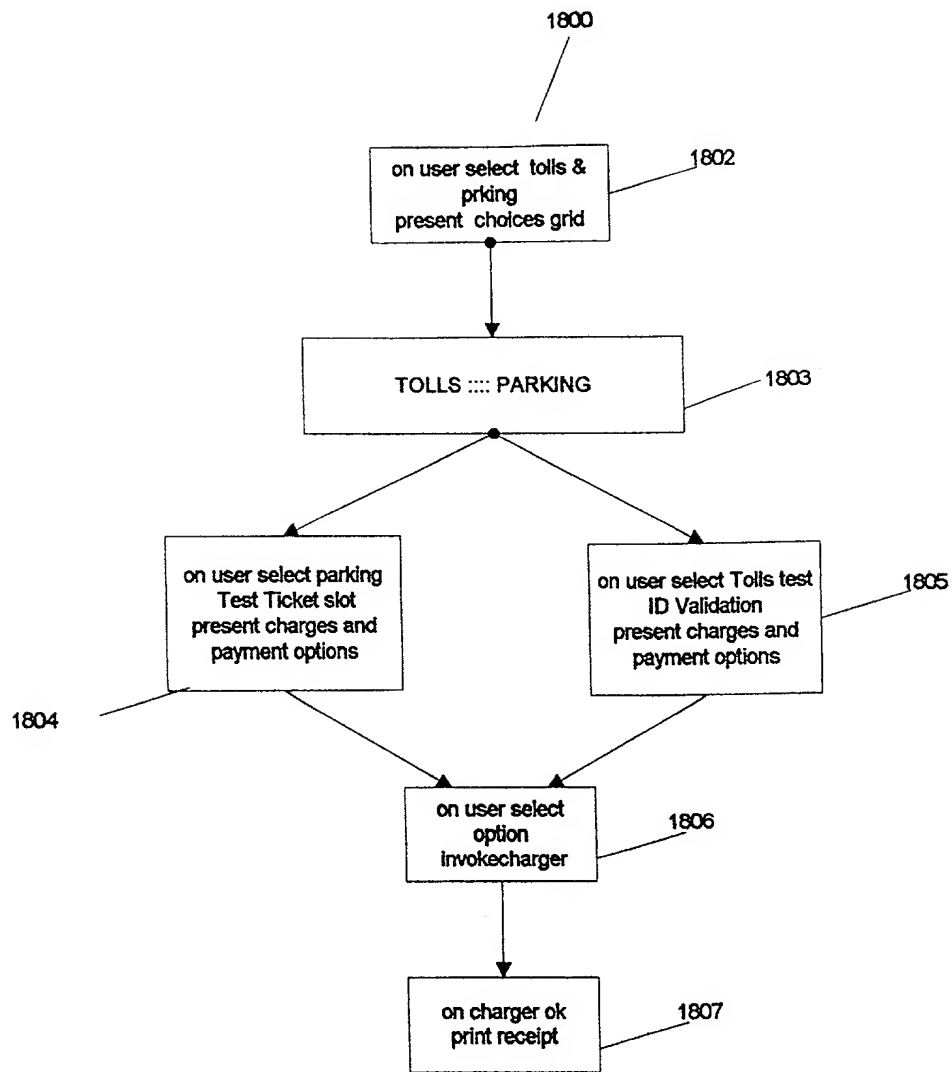 1800
1802
on user select tolls &
prking
present choices grid
TOLLS :::: PARKING
1803
on user select parking
Test Ticket slot
present charges and
payment options
1804
on user select Tolls test
ID Validation
present charges and
payment options
1805
on user select
option
invokecharger
1806
on charger ok
print receipt
1807